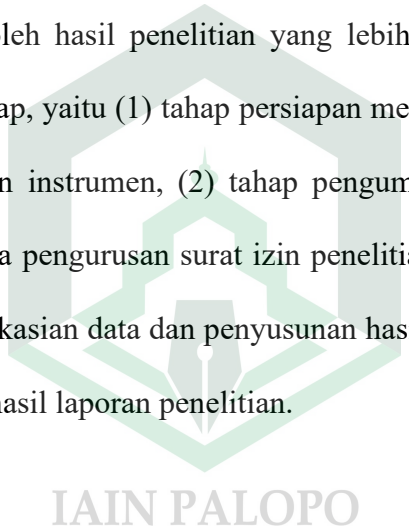 oleh hasil penelitian yang lebih
ap, yaitu (1) tahap persiapan me
n instrumen, (2) tahap pengum
a pengurusan surat izin penelitia
kasian data dan penyusunan has
hasil laporan penelitian.
IAIN PALOPO